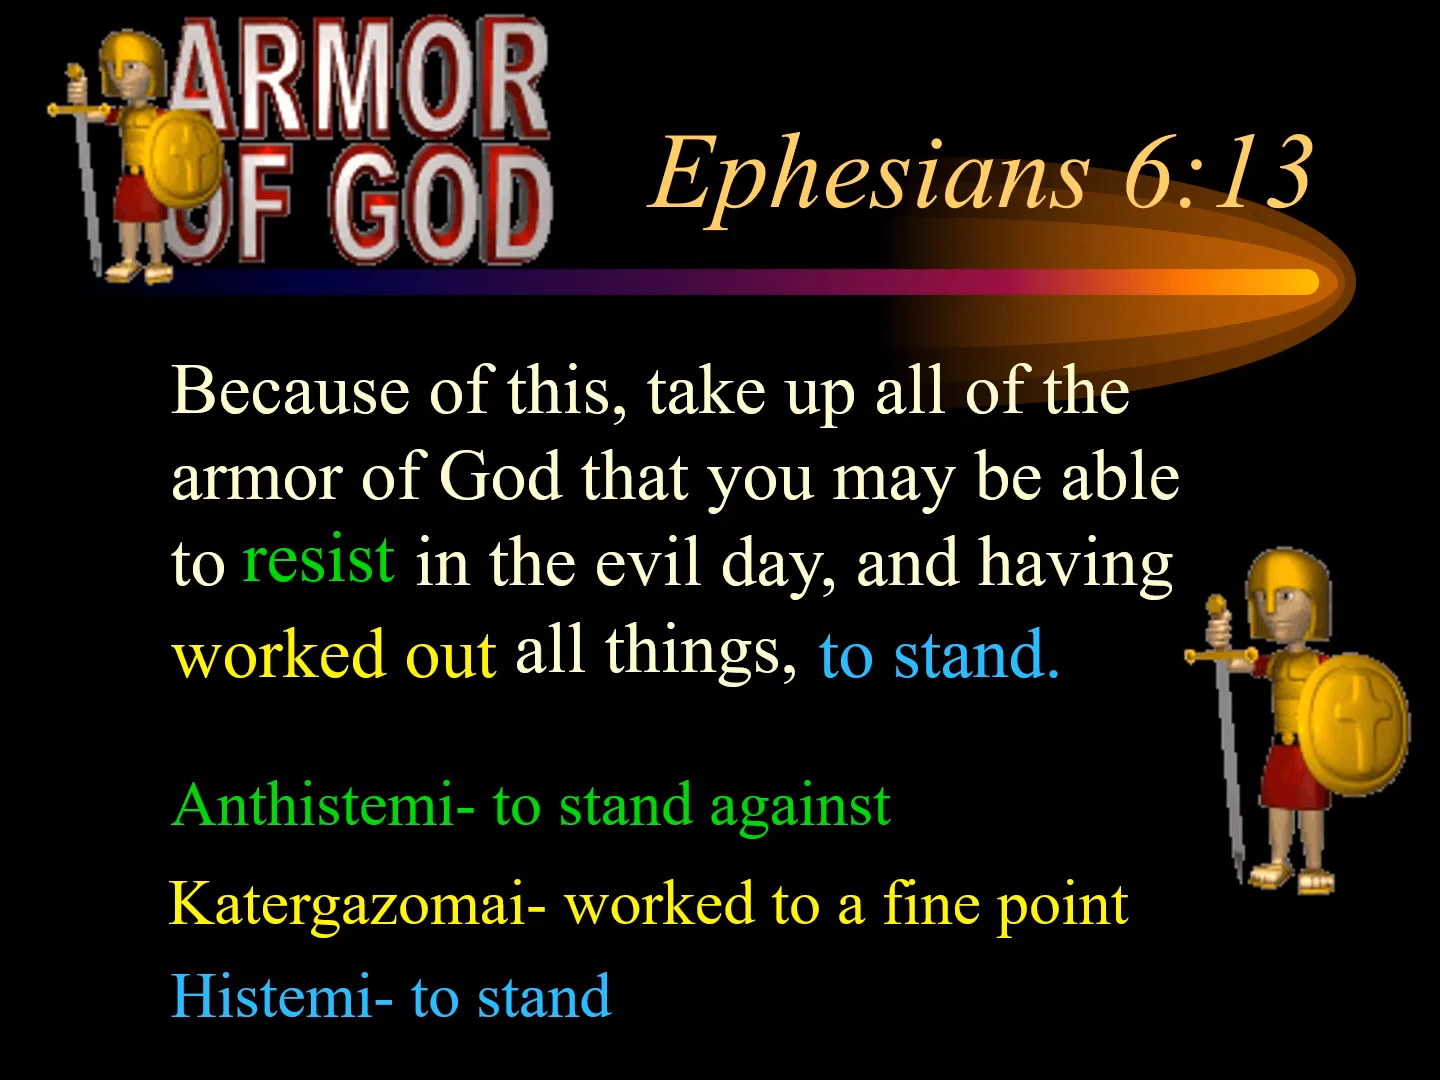 ARMOR
OF GOD
Ephesians 6:13
Because of this, take up all of the
armor of God that you may be able
to resist in the evil day, and having
worked out all things, to stand.
Anthistemi- to stand against
Katergazomai- worked to a fine point
Histemi- to stand